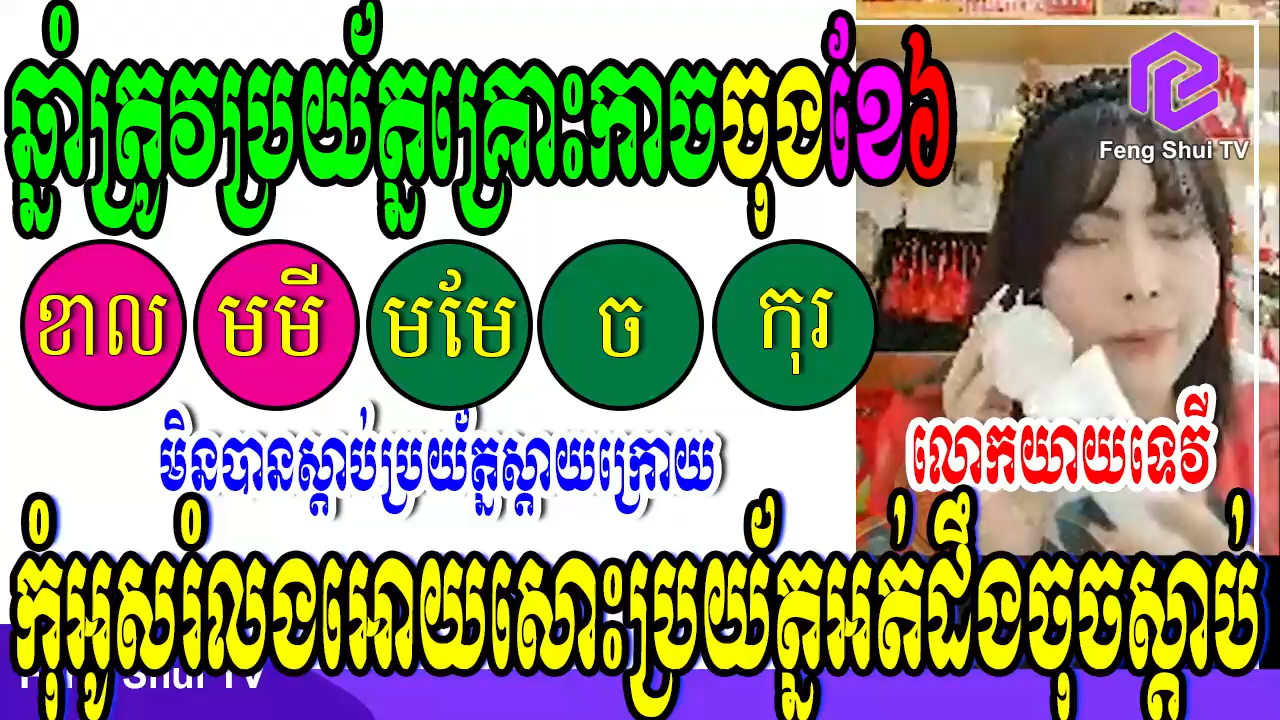 ឆ្នាំត្រូវប្រយ័ត្នគ្រោះកាចចុងខែ៦
Feng Shui TV
ខាល មមី មមែ ច កុរ
មិនបានស្តាប់ប្រយ័ត្នស្តាយក្រោយ
លោកយាយទេវី
កុំអូសរំលងអោយសោះប្រយ័ត្នអត់ដឹងចុចស្តាប់
Feng Shui TV